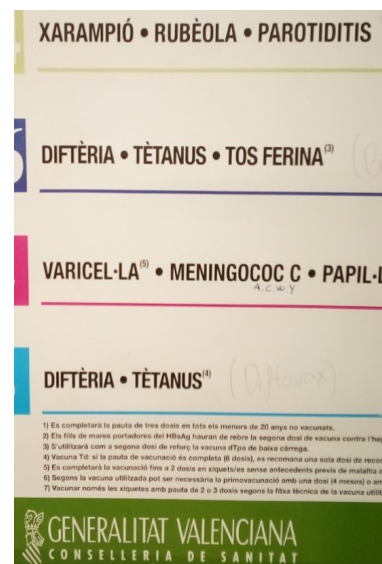 XARAMPIÓ • RUBÈOLA • PAROTIDITIS
DIFTÈRIA • TÈTANUS • TOS FERINA(3)
VARICEL·LA(5) • MENINGOCOC C • PAPIL·L
A.C.W Y
DIFTÈRIA • TÈTANUS(4) (Diftavax)
1) Es completarà la pauta de tres dosis en tots els menors de 20 anys no vacunats.
2) Els fills de mares portadores del HBsAg hauran de rebre la segona dosi de vacuna contra l'hep
3) S'utilitzarà com a segona dosi de reforç la vacuna dTpa de baixa càrrega.
4) Vacuna Td: si la pauta de vacunació és completa (6 dosis), es recomana una sola dosi de recor
5) Es completarà la vacunació fins a 2 dosis en xiquets/es sense antecedents previs de malaltia
6) Segons la vacuna utilitzada pot ser necessària la primovacunació amb una dosi (4 mesos) o
7) Vacunar només les xiquetes amb pauta de 2 o 3 dosis segons la fitxa tècnica de la vacuna utilit
GENERALITAT VALENCIANA
CONSELLERIA DE SANITAT